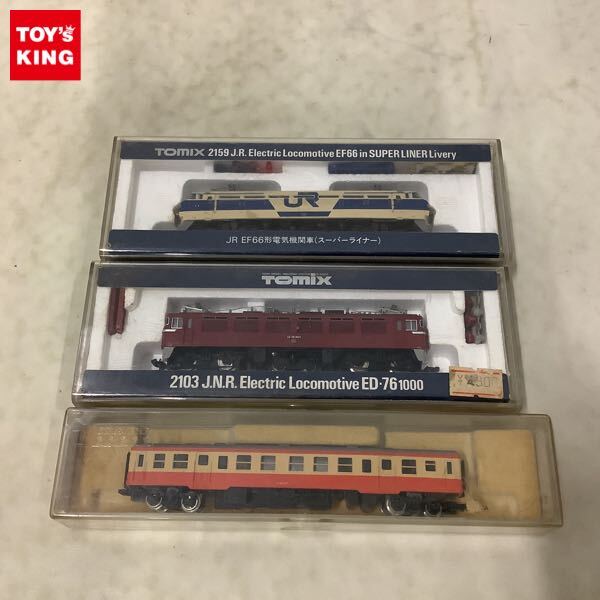 TOY'S
KING
TOMIX 2159 J.R. Electric Locomotive EF66 in SUPER LINER Livery
JR
JR EF66形電気機関車(スーパーライナー)
TOMIX
2103 J.N.R. Electric Locomotive ED-76 1000